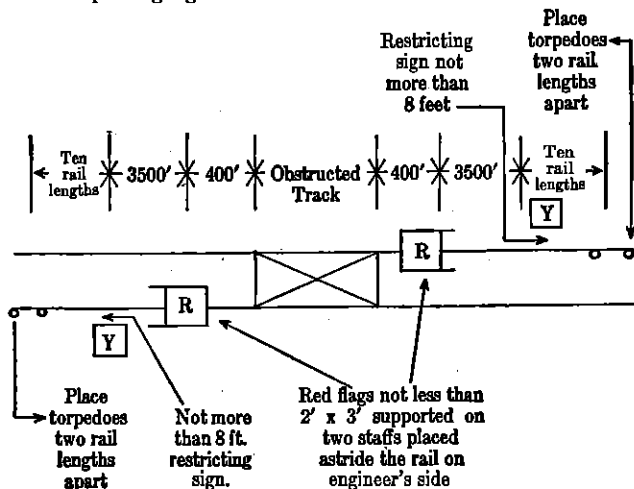 Restricting
sign not
more than
8 feet
Place
torpedoes
two rail
lengths
apart
Ten
rail
lengths
3500′
400′
Obstructed
Track
400′
3500′
Ten
rail
lengths
Y
R
R
Y
Place
torpedoes
two rail
lengths
apart
Not more
than 8 ft.
restricting
sign.
Red flags not less than
2′ x 3′ supported on
two staffs placed
astride the rail on
engineer's side